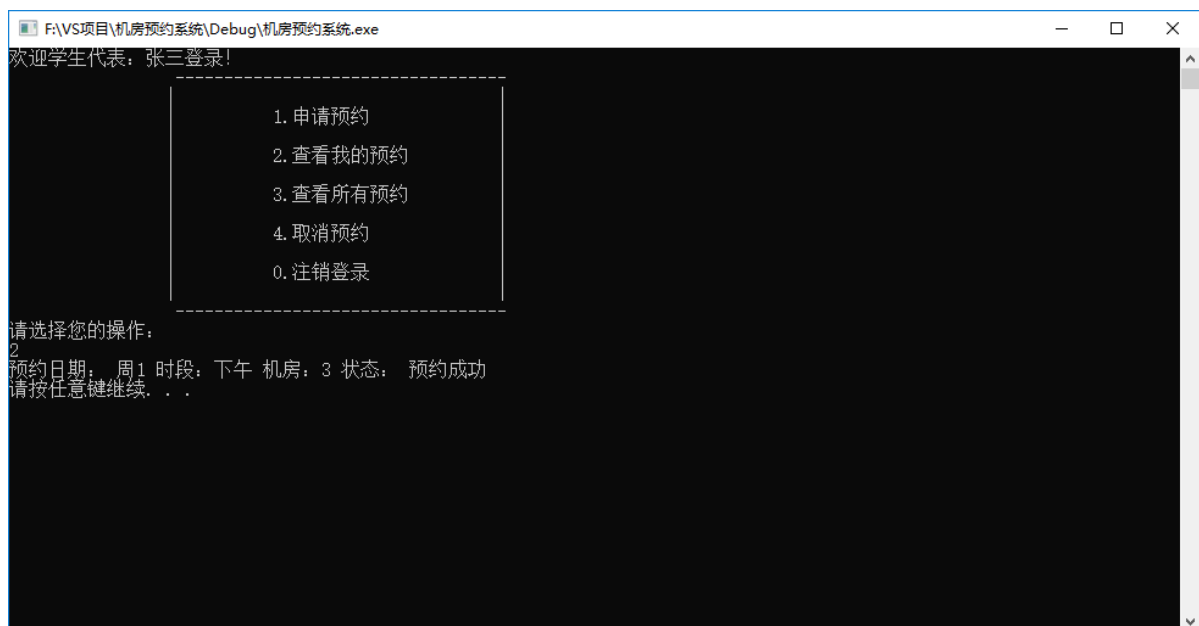 F:\VS项目\机房预约系统\Debug\机房预约系统.exe
欢迎学生代表：张三登录！
----------------------------------
1.申请预约
2.查看我的预约
3.查看所有预约
4.取消预约
0.注销登录
----------------------------------
请选择您的操作：
2
预约日期： 周1 时段：下午 机房：3 状态： 预约成功
请按任意键继续. . .